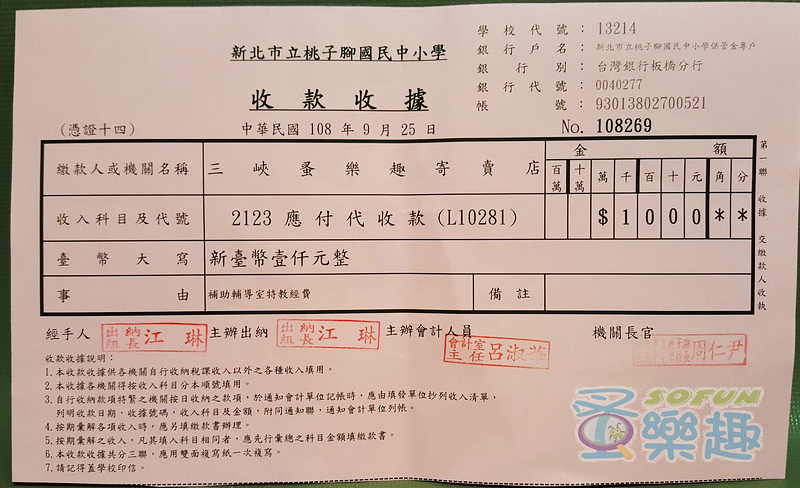 新北市立桃子腳國民中小學
收款收據
中華民國 108 年 9 月 25 日
(憑證十四)
學校代號：13214
銀行戶名：新北市立桃子腳國民中小學保管金專戶
銀行別：台灣銀行板橋分行
銀行代號：0040277
帳號：93013802700521
No. 108269
繳款人或機關名稱 三峽蚤樂趣寄賣店 金額
百萬 十萬 萬 千 百 十 元 角 分
收入科目及代號 2123 應付代收款 (L10281) $ 1 0 0 0 * *
臺幣大寫 新臺幣壹仟元整
事由 補助輔導室特教經費 備註
第一聯 收據 交繳款人收執
經手人 出納組長 江琳 主辦出納 出納組長 江琳 主辦會計人員 會計室主任 呂淑華 機關長官 周仁尹
收款收據說明：
1.本收款收據供各機關自行收納稅課收入以外之各種收入填用。
2.本收據各機關得按收入科目分本順號填用。
3.自行收納款項特繫之機關按日收納之款項，於通知會計單位記帳時，應由填發單位抄列收入清單，
列明收款日期，收據號碼，收入科目及金額，附同通知聯，通知會計單位列帳。
4.按期彙解各項收入時，應另填繳款書辦理。
5.按期彙解之收入，凡其填入科目相同者，應先行彙總之科目金額填繳款書。
6.本收款收據共分三聯，應用雙面複寫紙一次複寫。
7.請記得蓋學校印信。
SOFUN
蚤樂趣